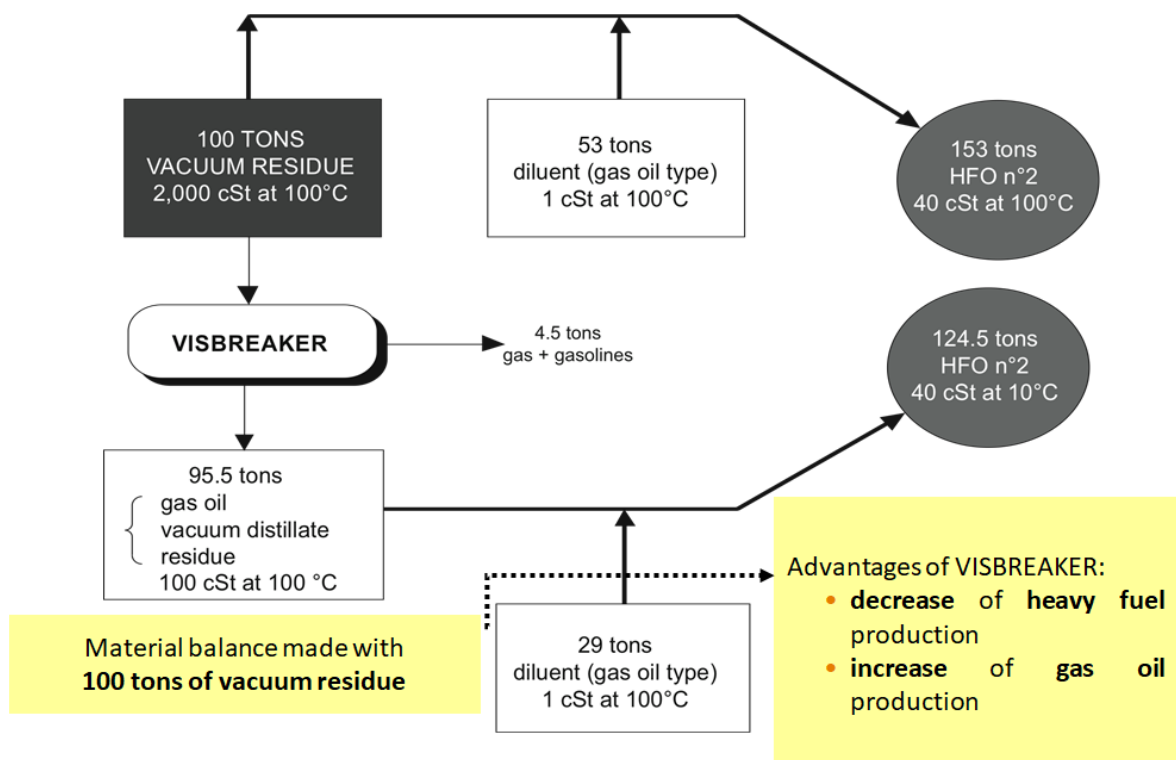 100 TONS
VACUUM RESIDUE
2,000 cSt at 100°C
53 tons
diluent (gas oil type)
1 cSt at 100°C
153 tons
HFO n°2
40 cSt at 100°C
VISBREAKER
4.5 tons
gas + gasolines
124.5 tons
HFO n°2
40 cSt at 10°C
95.5 tons
gas oil
vacuum distillate
residue
100 cSt at 100 °C
Material balance made with
100 tons of vacuum residue
29 tons
diluent (gas oil type)
1 cSt at 100°C
Advantages of VISBREAKER:
• decrease of heavy fuel
production
• increase of gas oil
production